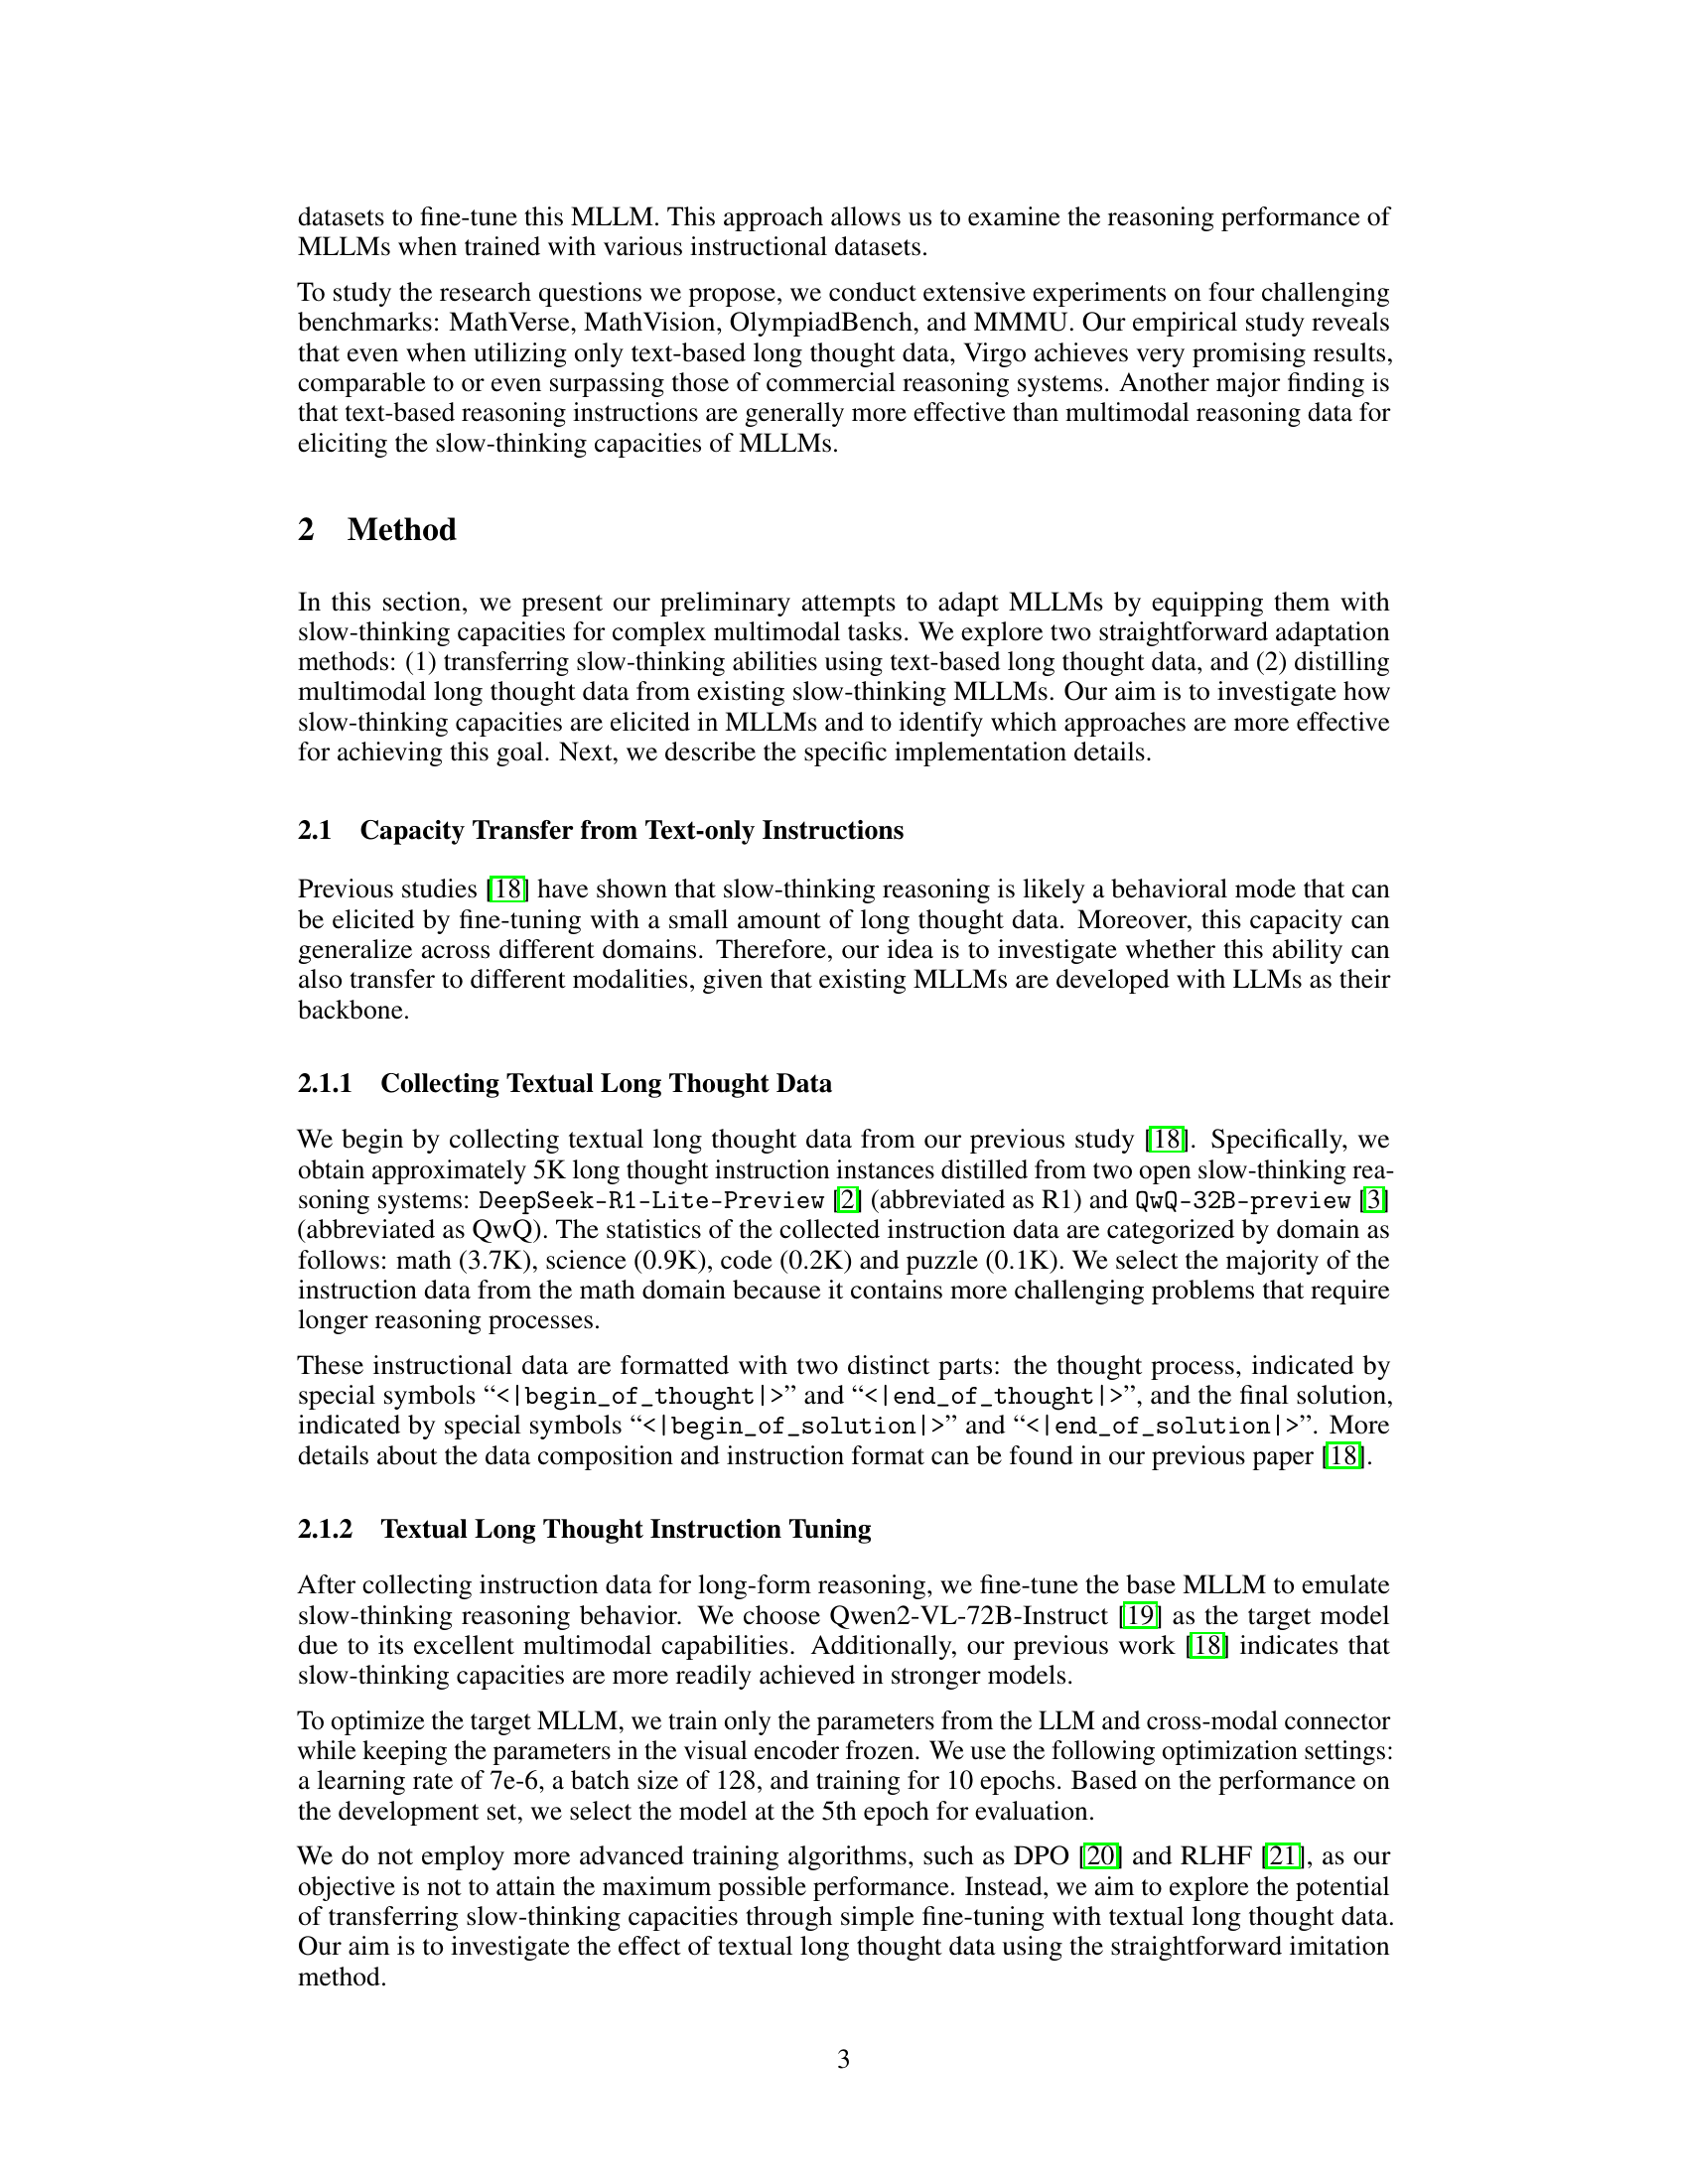 datasets to fine-tune this MLLM. This approach allows us to examine the reasoning performance of
MLLMs when trained with various instructional datasets.
To study the research questions we propose, we conduct extensive experiments on four challenging
benchmarks: MathVerse, MathVision, OlympiadBench, and MMMU. Our empirical study reveals
that even when utilizing only text-based long thought data, Virgo achieves very promising results,
comparable to or even surpassing those of commercial reasoning systems. Another major finding is
that text-based reasoning instructions are generally more effective than multimodal reasoning data for
eliciting the slow-thinking capacities of MLLMs.
2 Method
In this section, we present our preliminary attempts to adapt MLLMs by equipping them with
slow-thinking capacities for complex multimodal tasks. We explore two straightforward adaptation
methods: (1) transferring slow-thinking abilities using text-based long thought data, and (2) distilling
multimodal long thought data from existing slow-thinking MLLMs. Our aim is to investigate how
slow-thinking capacities are elicited in MLLMs and to identify which approaches are more effective
for achieving this goal. Next, we describe the specific implementation details.
2.1 Capacity Transfer from Text-only Instructions
Previous studies [18] have shown that slow-thinking reasoning is likely a behavioral mode that can
be elicited by fine-tuning with a small amount of long thought data. Moreover, this capacity can
generalize across different domains. Therefore, our idea is to investigate whether this ability can
also transfer to different modalities, given that existing MLLMs are developed with LLMs as their
backbone.
2.1.1 Collecting Textual Long Thought Data
We begin by collecting textual long thought data from our previous study [18]. Specifically, we
obtain approximately 5K long thought instruction instances distilled from two open slow-thinking rea-
soning systems: DeepSeek-R1-Lite-Preview [2] (abbreviated as R1) and QwQ-32B-preview [3]
(abbreviated as QwQ). The statistics of the collected instruction data are categorized by domain as
follows: math (3.7K), science (0.9K), code (0.2K) and puzzle (0.1K). We select the majority of the
instruction data from the math domain because it contains more challenging problems that require
longer reasoning processes.
These instructional data are formatted with two distinct parts: the thought process, indicated by
special symbols “<|begin_of_thought|>” and “<|end_of_thought|>”, and the final solution,
indicated by special symbols “<|begin_of_solution|>” and “<|end_of_solution|>”. More
details about the data composition and instruction format can be found in our previous paper [18].
2.1.2 Textual Long Thought Instruction Tuning
After collecting instruction data for long-form reasoning, we fine-tune the base MLLM to emulate
slow-thinking reasoning behavior. We choose Qwen2-VL-72B-Instruct [19] as the target model
due to its excellent multimodal capabilities. Additionally, our previous work [18] indicates that
slow-thinking capacities are more readily achieved in stronger models.
To optimize the target MLLM, we train only the parameters from the LLM and cross-modal connector
while keeping the parameters in the visual encoder frozen. We use the following optimization settings:
a learning rate of 7e-6, a batch size of 128, and training for 10 epochs. Based on the performance on
the development set, we select the model at the 5th epoch for evaluation.
We do not employ more advanced training algorithms, such as DPO [20] and RLHF [21], as our
objective is not to attain the maximum possible performance. Instead, we aim to explore the potential
of transferring slow-thinking capacities through simple fine-tuning with textual long thought data.
Our aim is to investigate the effect of textual long thought data using the straightforward imitation
method.
3